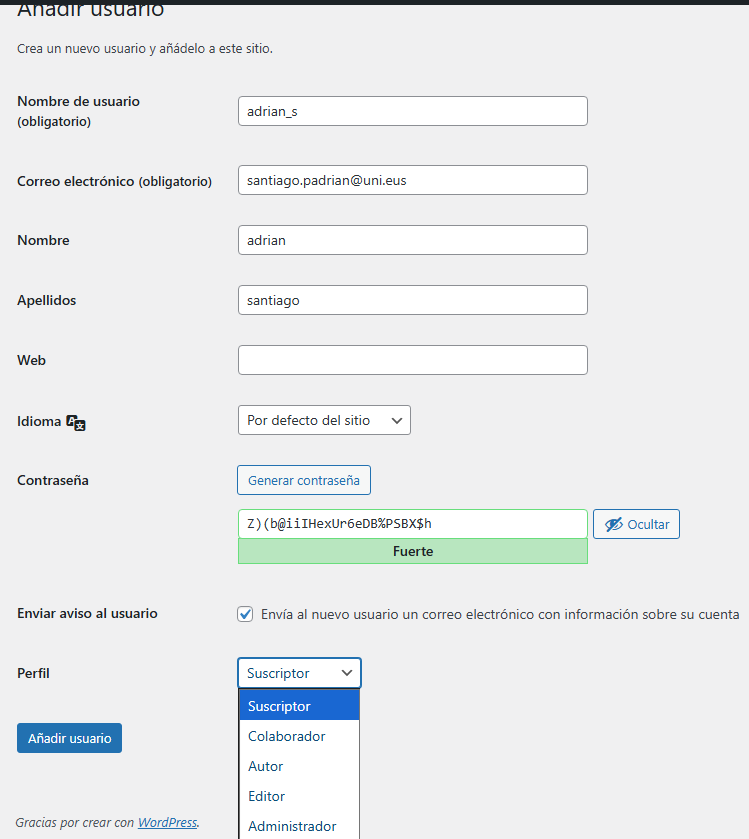 Añadir usuario
Crea un nuevo usuario y añádelo a este sitio.
Nombre de usuario
(obligatorio)
adrian_s
Correo electrónico (obligatorio)
santiago.padrian@uni.eus
Nombre
adrian
Apellidos
santiago
Web
Idioma
Por defecto del sitio
Contraseña
Generar contraseña
Z)(b@iiIHexUr6eDB%PSBX$h
Ocultar
Fuerte
Enviar aviso al usuario
Envía al nuevo usuario un correo electrónico con información sobre su cuenta
Perfil
Suscriptor
Suscriptor
Colaborador
Autor
Editor
Administrador
Añadir usuario
Gracias por crear con WordPress.